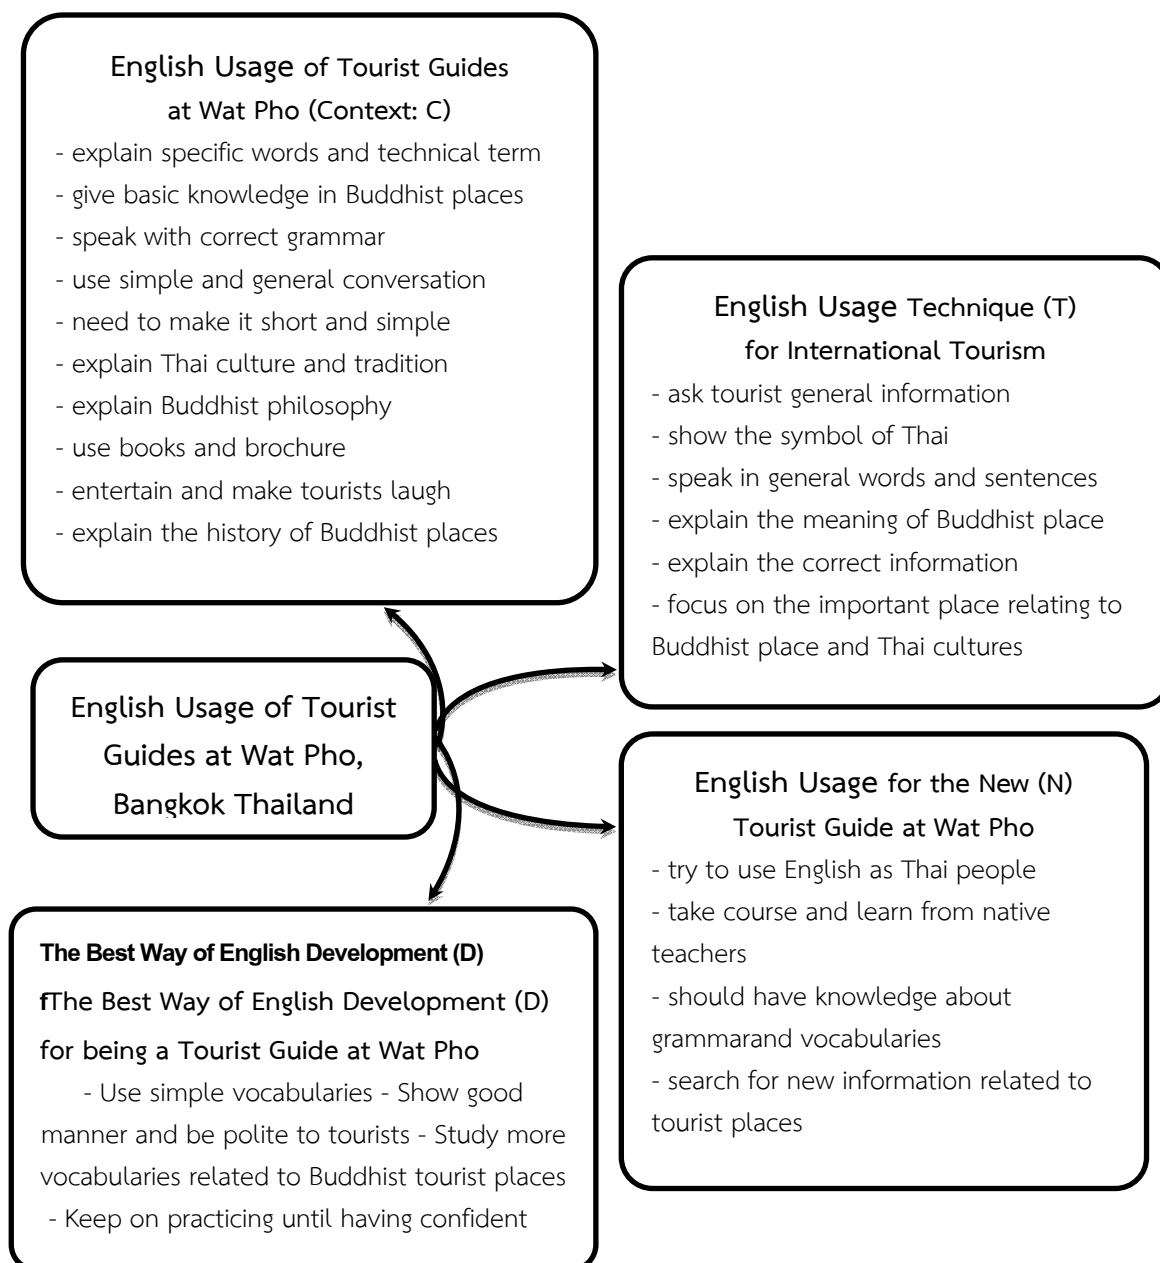 English Usage of Tourist Guides
at Wat Pho (Context: C)
- explain specific words and technical term
- give basic knowledge in Buddhist places
- speak with correct grammar
- use simple and general conversation
- need to make it short and simple
- explain Thai culture and tradition
- explain Buddhist philosophy
- use books and brochure
- entertain and make tourists laugh
- explain the history of Buddhist places
English Usage Technique (T)
for International Tourism
- ask tourist general information
- show the symbol of Thai
- speak in general words and sentences
- explain the meaning of Buddhist place
- explain the correct information
- focus on the important place relating to
Buddhist place and Thai cultures
English Usage of Tourist
Guides at Wat Pho,
Bangkok Thailand
English Usage for the New (N)
Tourist Guide at Wat Pho
- try to use English as Thai people
- take course and learn from native
teachers
- should have knowledge about
grammarand vocabularies
- search for new information related to
tourist places
The Best Way of English Development (D)
fThe Best Way of English Development (D)
for being a Tourist Guide at Wat Pho
- Use simple vocabularies - Show good
manner and be polite to tourists - Study more
vocabularies related to Buddhist tourist places
- Keep on practicing until having confident